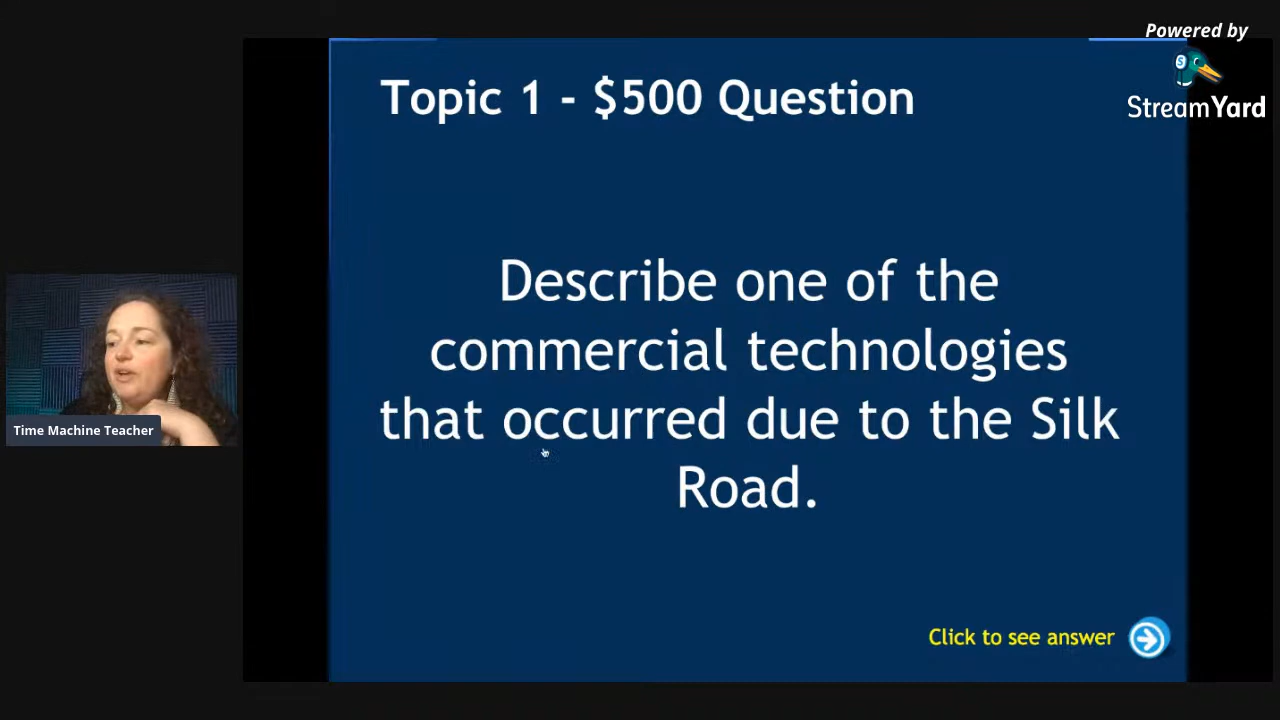 Powered by
StreamYard
Topic 1 - $500 Question
Describe one of the
commercial technologies
that occurred due to the Silk
Road.
Time Machine Teacher
Click to see answer